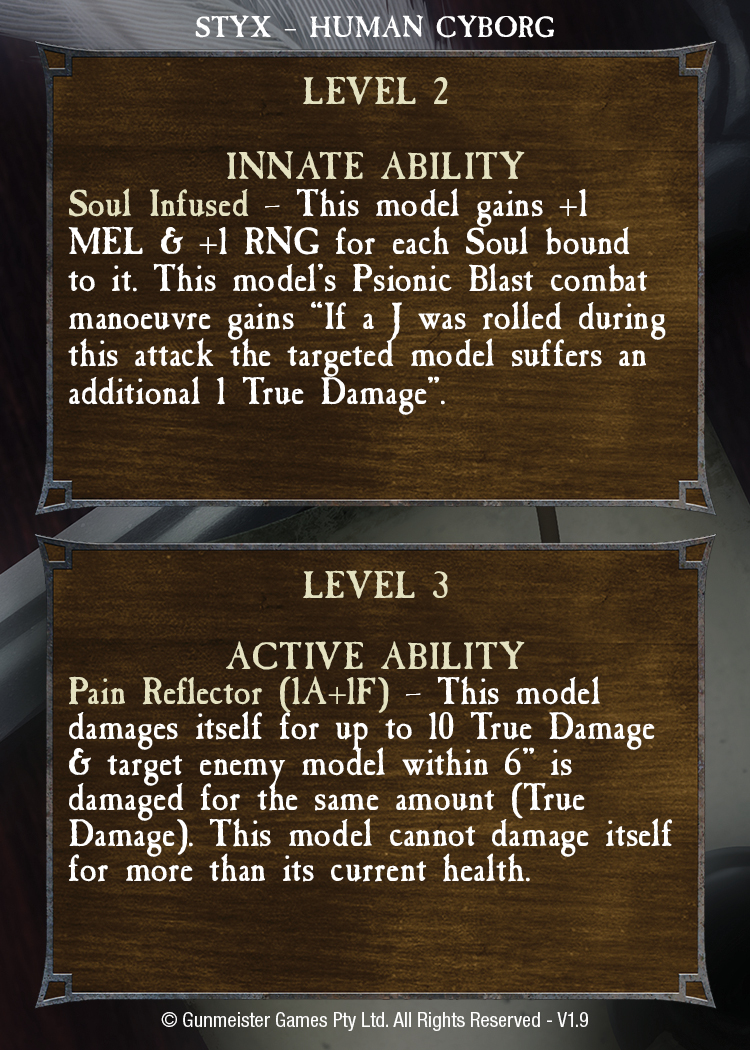 STYX – HUMAN CYBORG
LEVEL 2
INNATE ABILITY
Soul Infused – This model gains +1
MEL & +1 RNG for each Soul bound
to it. This model's Psionic Blast combat
manoeuvre gains “If a J was rolled during
this attack the targeted model suffers an
additional 1 True Damage”.
LEVEL 3
ACTIVE ABILITY
Pain Reflector (1A+1F) – This model
damages itself for up to 10 True Damage
& target enemy model within 6” is
damaged for the same amount (True
Damage). This model cannot damage itself
for more than its current health.
© Gunmeister Games Pty Ltd. All Rights Reserved - V1.9